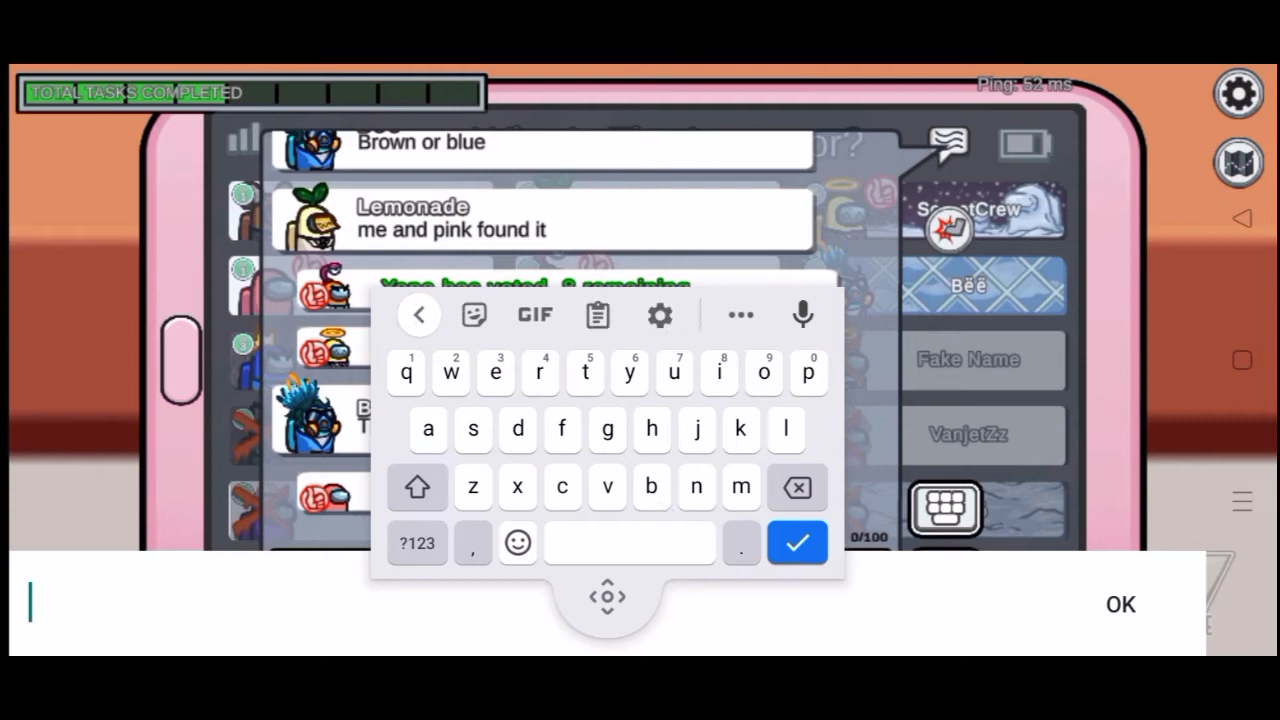 TOTAL TASKS COMPLETED
Ping: 52 ms
or?
Brown or blue
Lemonade
me and pink found it
Bëë
Fake Name
VanjetZz
0/100
GIF
1 2 3 4 5 6 7 8 9 0
q w e r t y u i o p
a s d f g h j k l
z x c v b n m
?123 , .
OK